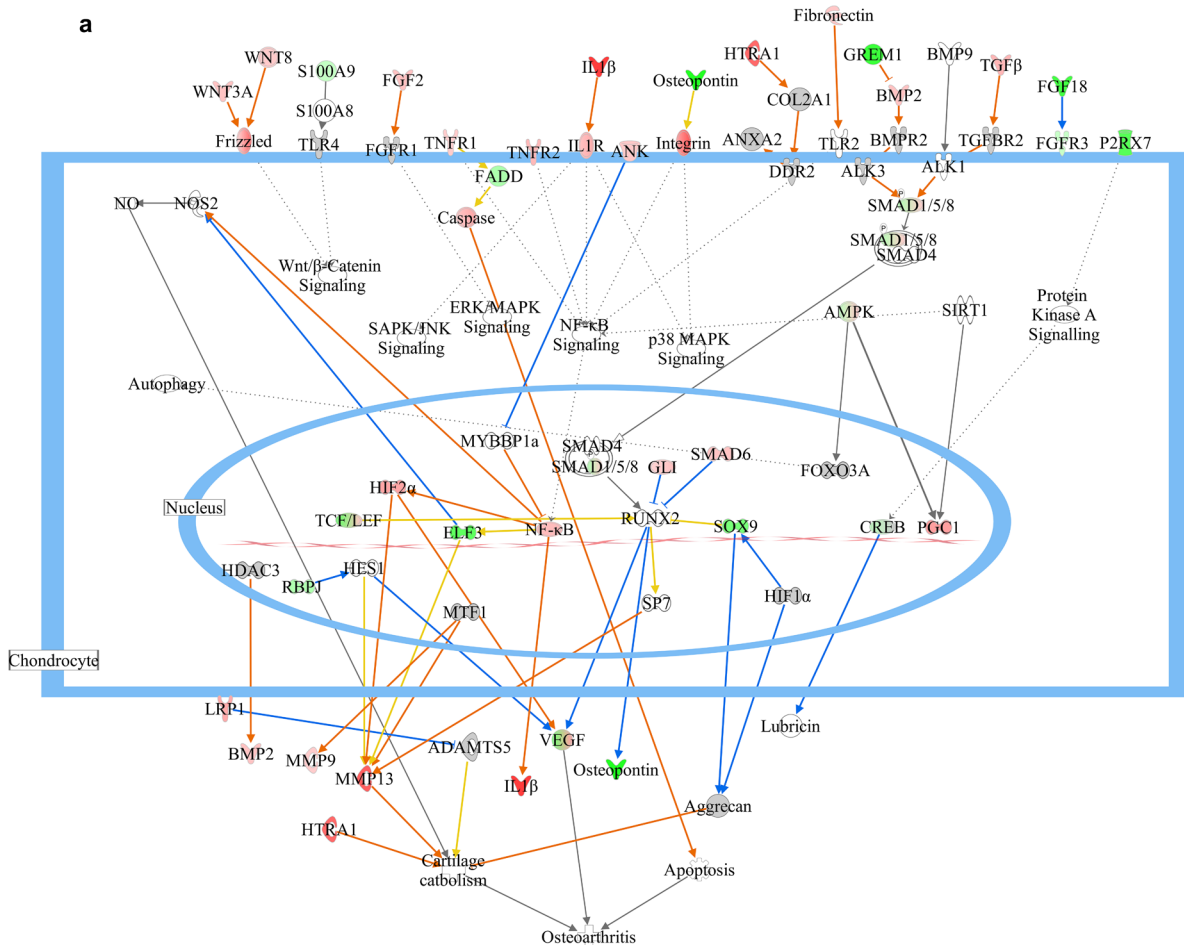 a
Fibronectin
WNT8
S100A9
WNT3A
FGF2
IL1β
Osteopontin
HTRA1
GREM1
BMP9
TGFβ
FGF18
S100A8
COL2A1
BMP2
Frizzled
TLR4
FGFR1
TNFR1
TNFR2
IL1R
ANK
Integrin
ANXA2
TLR2
BMPR2
TGFBR2
FGFR3
P2RX7
FADD
DDR2
ALK3
ALK1
NO
NOS2
Caspase
P
SMAD1/5/8
P
SMAD1/5/8
SMAD4
Wnt/β-Catenin
Signaling
ERK/MAPK
Signaling
SAPK/JNK
Signaling
NF-κB
Signaling
p38 MAPK
Signaling
AMPK
SIRT1
Protein
Kinase A
Signalling
Autophagy
MYBBP1a
SMAD4
P
SMAD1/5/8
GLI
SMAD6
FOXO3A
HIF2α
Nucleus
TCF/LEF
ELF3
NF-κB
RUNX2
SOX9
CREB
PGC1
HDAC3
RBPJ
HES1
MTF1
SP7
HIF1α
Chondrocyte
LRP1
BMP2
MMP9
MMP13
ADAMTS5
VEGF
IL1β
Osteopontin
Lubricin
Aggrecan
HTRA1
Cartilage
catbolism
Apoptosis
Osteoarthritis